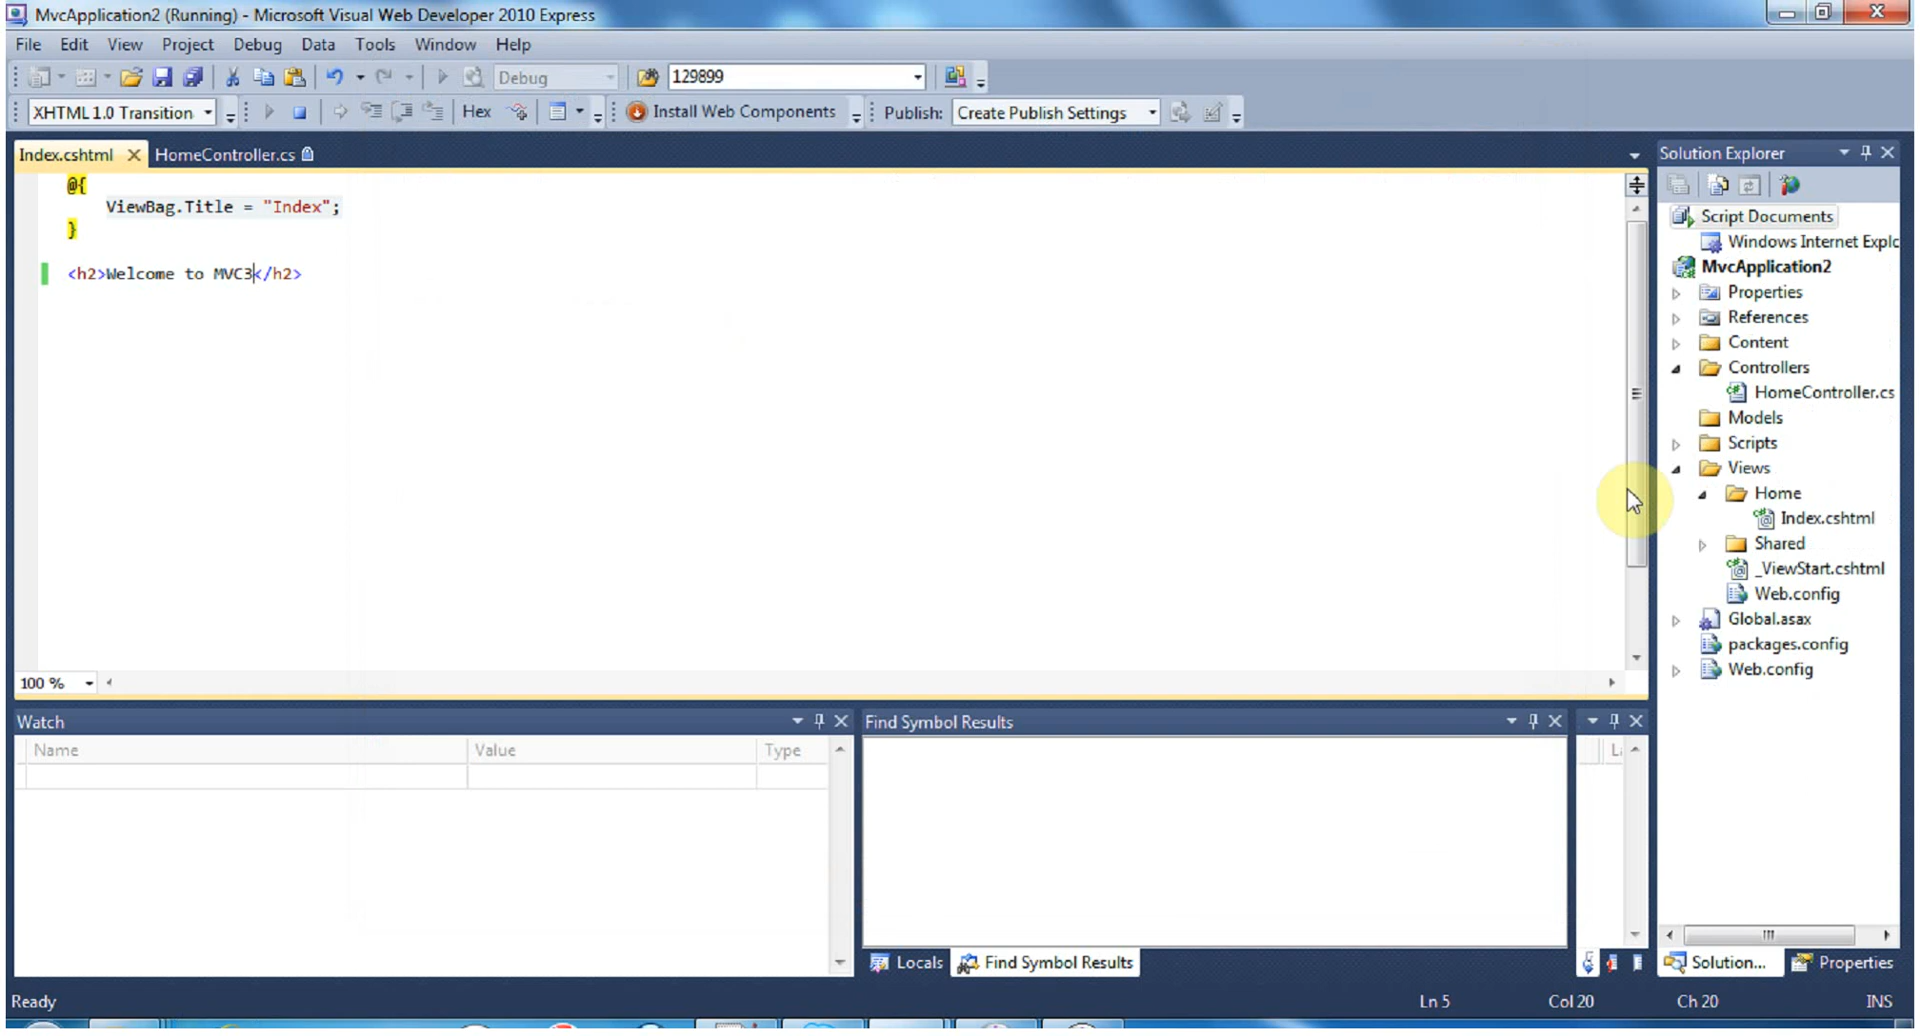 MvcApplication2 (Running) - Microsoft Visual Web Developer 2010 Express
File Edit View Project Debug Data Tools Window Help
Debug 129899
XHTML 1.0 Transition Hex Install Web Components Publish: Create Publish Settings
Index.cshtml HomeController.cs
@{
ViewBag.Title = "Index";
}
<h2>Welcome to MVC3</h2>
100 %
Solution Explorer
Script Documents
Windows Internet Explo
MvcApplication2
Properties
References
Content
Controllers
HomeController.cs
Models
Scripts
Views
Home
Index.cshtml
Shared
_ViewStart.cshtml
Web.config
Global.asax
packages.config
Web.config
Watch
Name Value Type
Find Symbol Results
Locals Find Symbol Results
Solution... Properties
Ready Ln 5 Col 20 Ch 20 INS